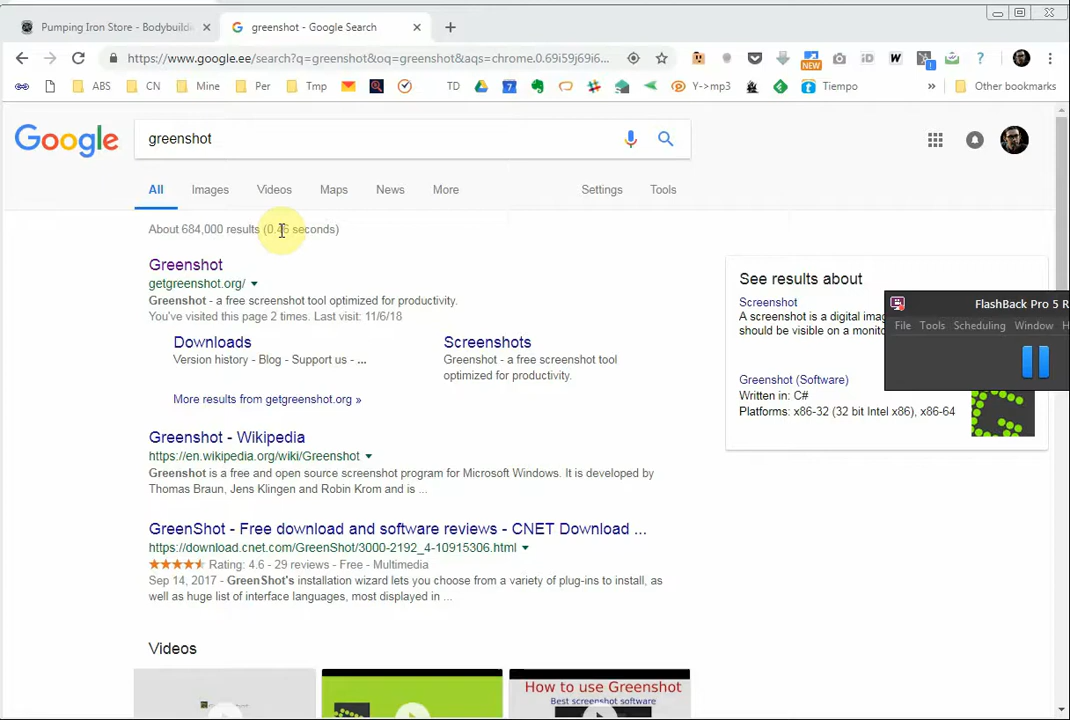 Pumping Iron Store - Bodybuildi
greenshot - Google Search
https://www.google.ee/search?q=greenshot&oq=greenshot&aqs=chrome.0.69i59j69i6...
NEW
iD
W
1
?
ABS
CN
Mine
Per
Tmp
TD
7
Y->mp3
Tiempo
»
Other bookmarks
Google
greenshot
All
Images
Videos
Maps
News
More
Settings
Tools
About 684,000 results (0.46 seconds)
Greenshot
getgreenshot.org/
Greenshot - a free screenshot tool optimized for productivity.
You've visited this page 2 times. Last visit: 11/6/18
Downloads
Version history - Blog - Support us - ...
Screenshots
Greenshot - a free screenshot tool
optimized for productivity.
More results from getgreenshot.org »
Greenshot - Wikipedia
https://en.wikipedia.org/wiki/Greenshot
Greenshot is a free and open source screenshot program for Microsoft Windows. It is developed by
Thomas Braun, Jens Klingen and Robin Krom and is ...
GreenShot - Free download and software reviews - CNET Download ...
https://download.cnet.com/GreenShot/3000-2192_4-10915306.html
Rating: 4.6 - 29 reviews - Free - Multimedia
Sep 14, 2017 - GreenShot's installation wizard lets you choose from a variety of plug-ins to install, as
well as huge list of interface languages, most displayed in ...
Videos
How to use Greenshot
Best screenshot software
See results about
Screenshot
A screenshot is a digital ima
should be visible on a monito
Greenshot (Software)
Written in: C#
Platforms: x86-32 (32 bit Intel x86), x86-64
FlashBack Pro 5 R
File
Tools
Scheduling
Window
H